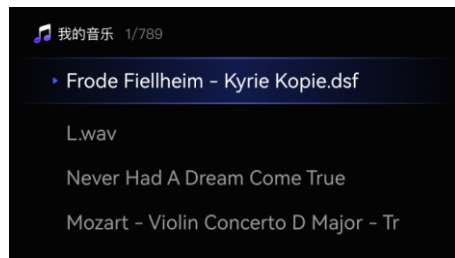 我的音乐 1/789
Frode Fiellheim - Kyrie Kopie.dsf
L.wav
Never Had A Dream Come True
Mozart - Violin Concerto D Major - Tr